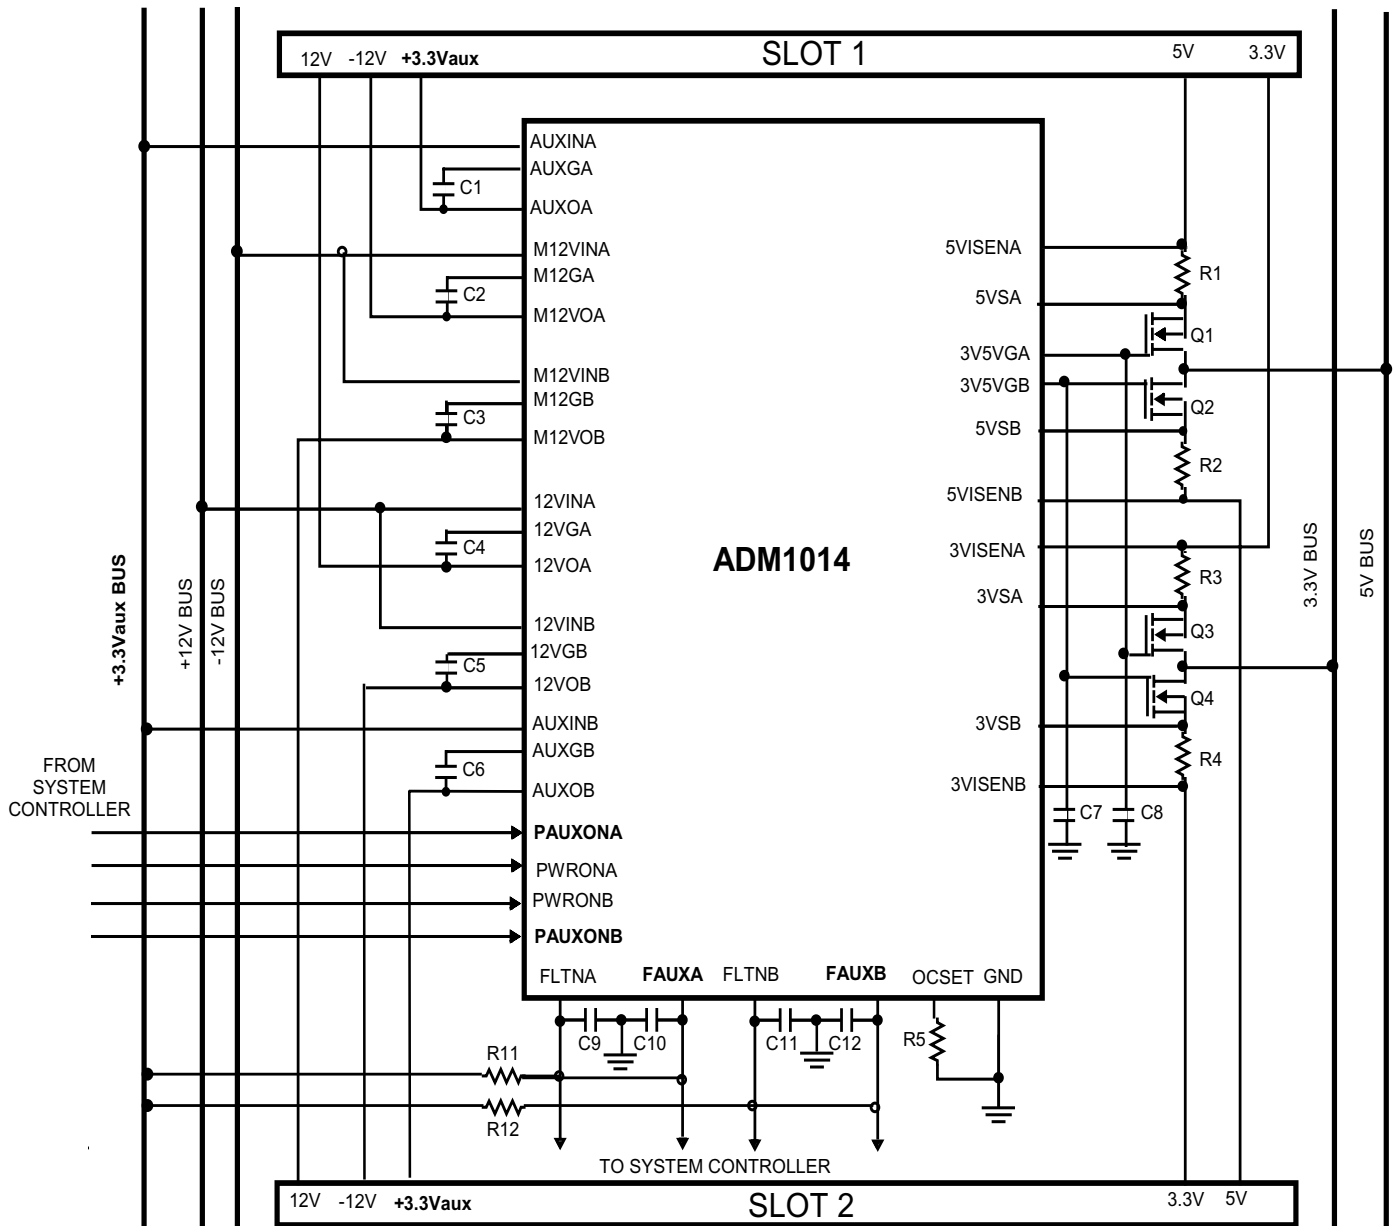 SLOT 1
12V -12V +3.3Vaux 5V 3.3V
AUXINA
AUXGA
C1
AUXOA
M12VINA
M12GA
C2
M12VOA
M12VINB
M12GB
C3
M12VOB
12VINA
12VGA
C4
12VOA
12VINB
12VGB
C5
12VOB
AUXINB
AUXGB
C6
AUXOB
PAUXONA
PWRONA
PWRONB
PAUXONB
ADM1014
5VISENA
R1
5VSA
Q1
3V5VGA
3V5VGB
Q2
5VSB
R2
5VISENB
3VISENA
R3
3VSA
Q3
Q4
3VSB
R4
3VISENB
C7 C8
+3.3Vaux BUS
+12V BUS
-12V BUS
3.3V BUS
5V BUS
FROM
SYSTEM
CONTROLLER
FLTNA FAUXA FLTNB FAUXB OCSET GND
C9 C10 C11 C12 R5
R11
R12
TO SYSTEM CONTROLLER
12V -12V +3.3Vaux SLOT 2 3.3V 5V